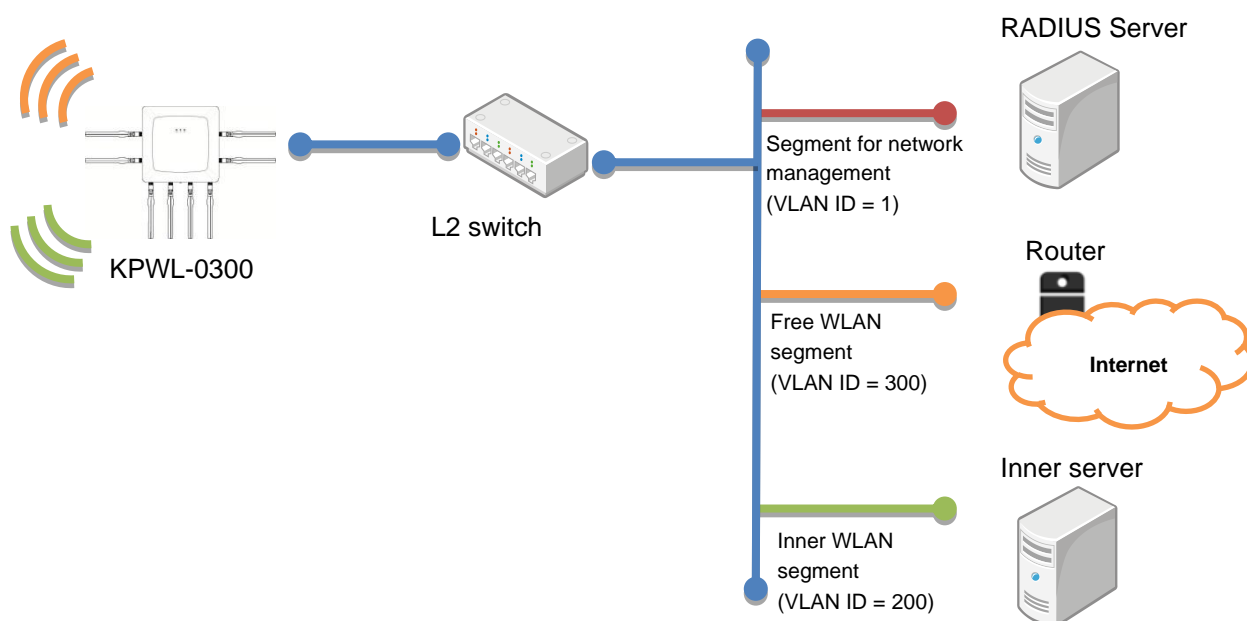 RADIUS Server
Segment for network
management
(VLAN ID = 1)
L2 switch
KPWL-0300
Router
Free WLAN
segment
(VLAN ID = 300)
Internet
Inner server
Inner WLAN
segment
(VLAN ID = 200)